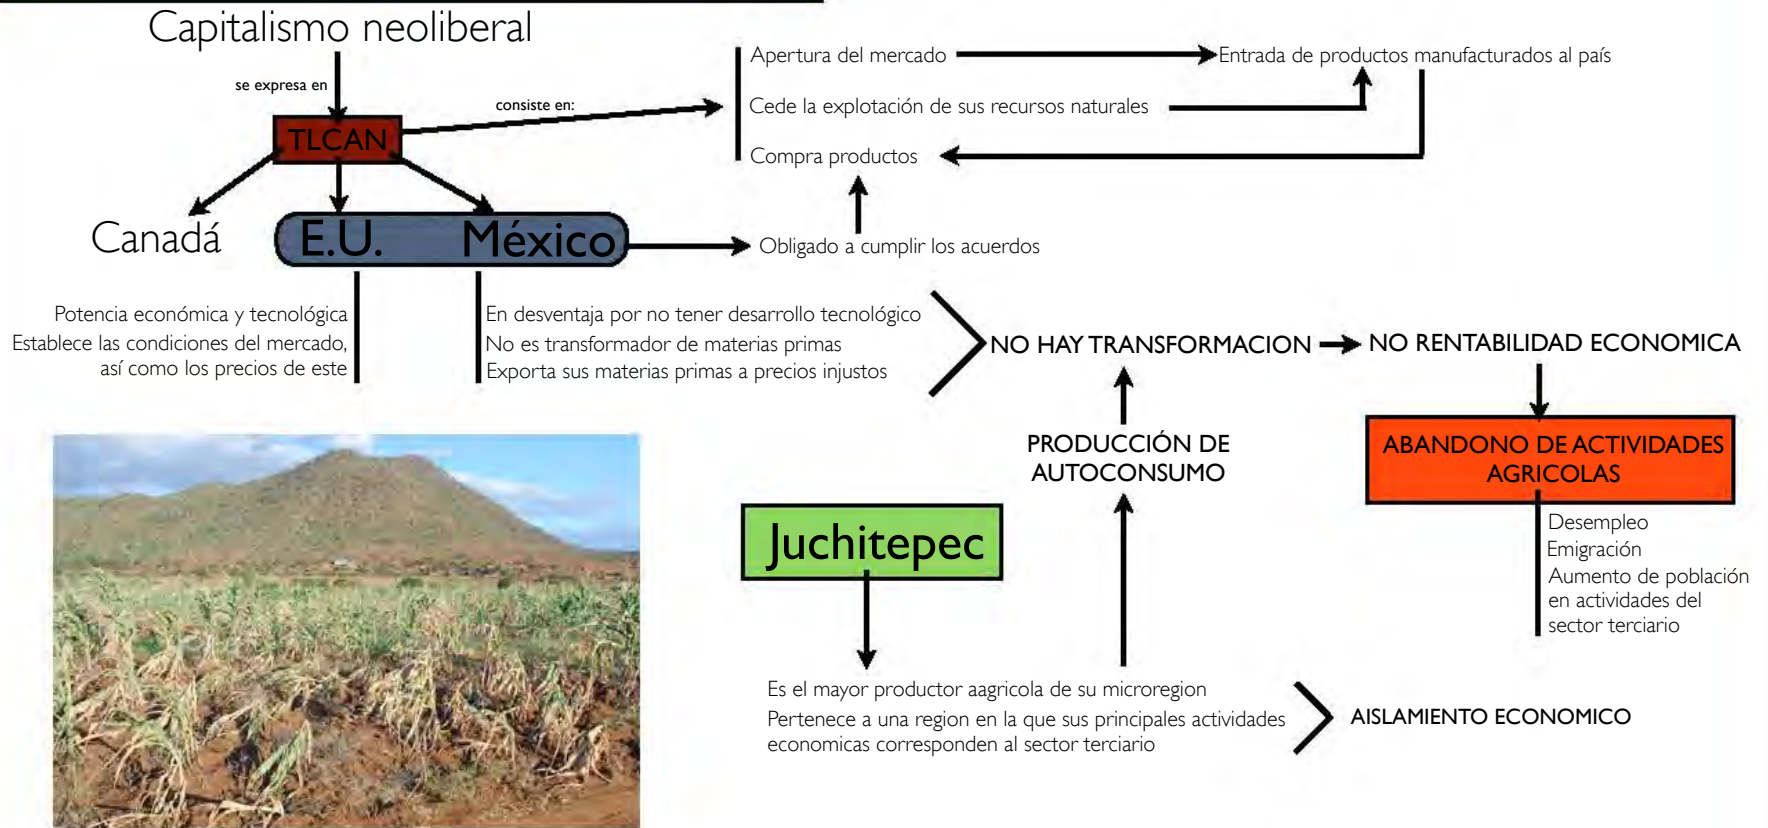 Capitalismo neoliberal
se expresa en
TLCAN
consiste en:
Apertura del mercado
Entrada de productos manufacturados al país
Cede la explotación de sus recursos naturales
Compra productos
Canadá
E.U.
México
Obligado a cumplir los acuerdos
Potencia económica y tecnológica
Establece las condiciones del mercado,
así como los precios de este
En desventaja por no tener desarrollo tecnológico
No es transformador de materias primas
Exporta sus materias primas a precios injustos
NO HAY TRANSFORMACION
NO RENTABILIDAD ECONOMICA
PRODUCCIÓN DE
AUTOCONSUMO
ABANDONO DE ACTIVIDADES
AGRICOLAS
Juchitepec
Desempleo
Emigración
Aumento de población
en actividades del
sector terciario
Es el mayor productor aagricola de su microregion
Pertenece a una region en la que sus principales actividades
economicas corresponden al sector terciario
AISLAMIENTO ECONOMICO